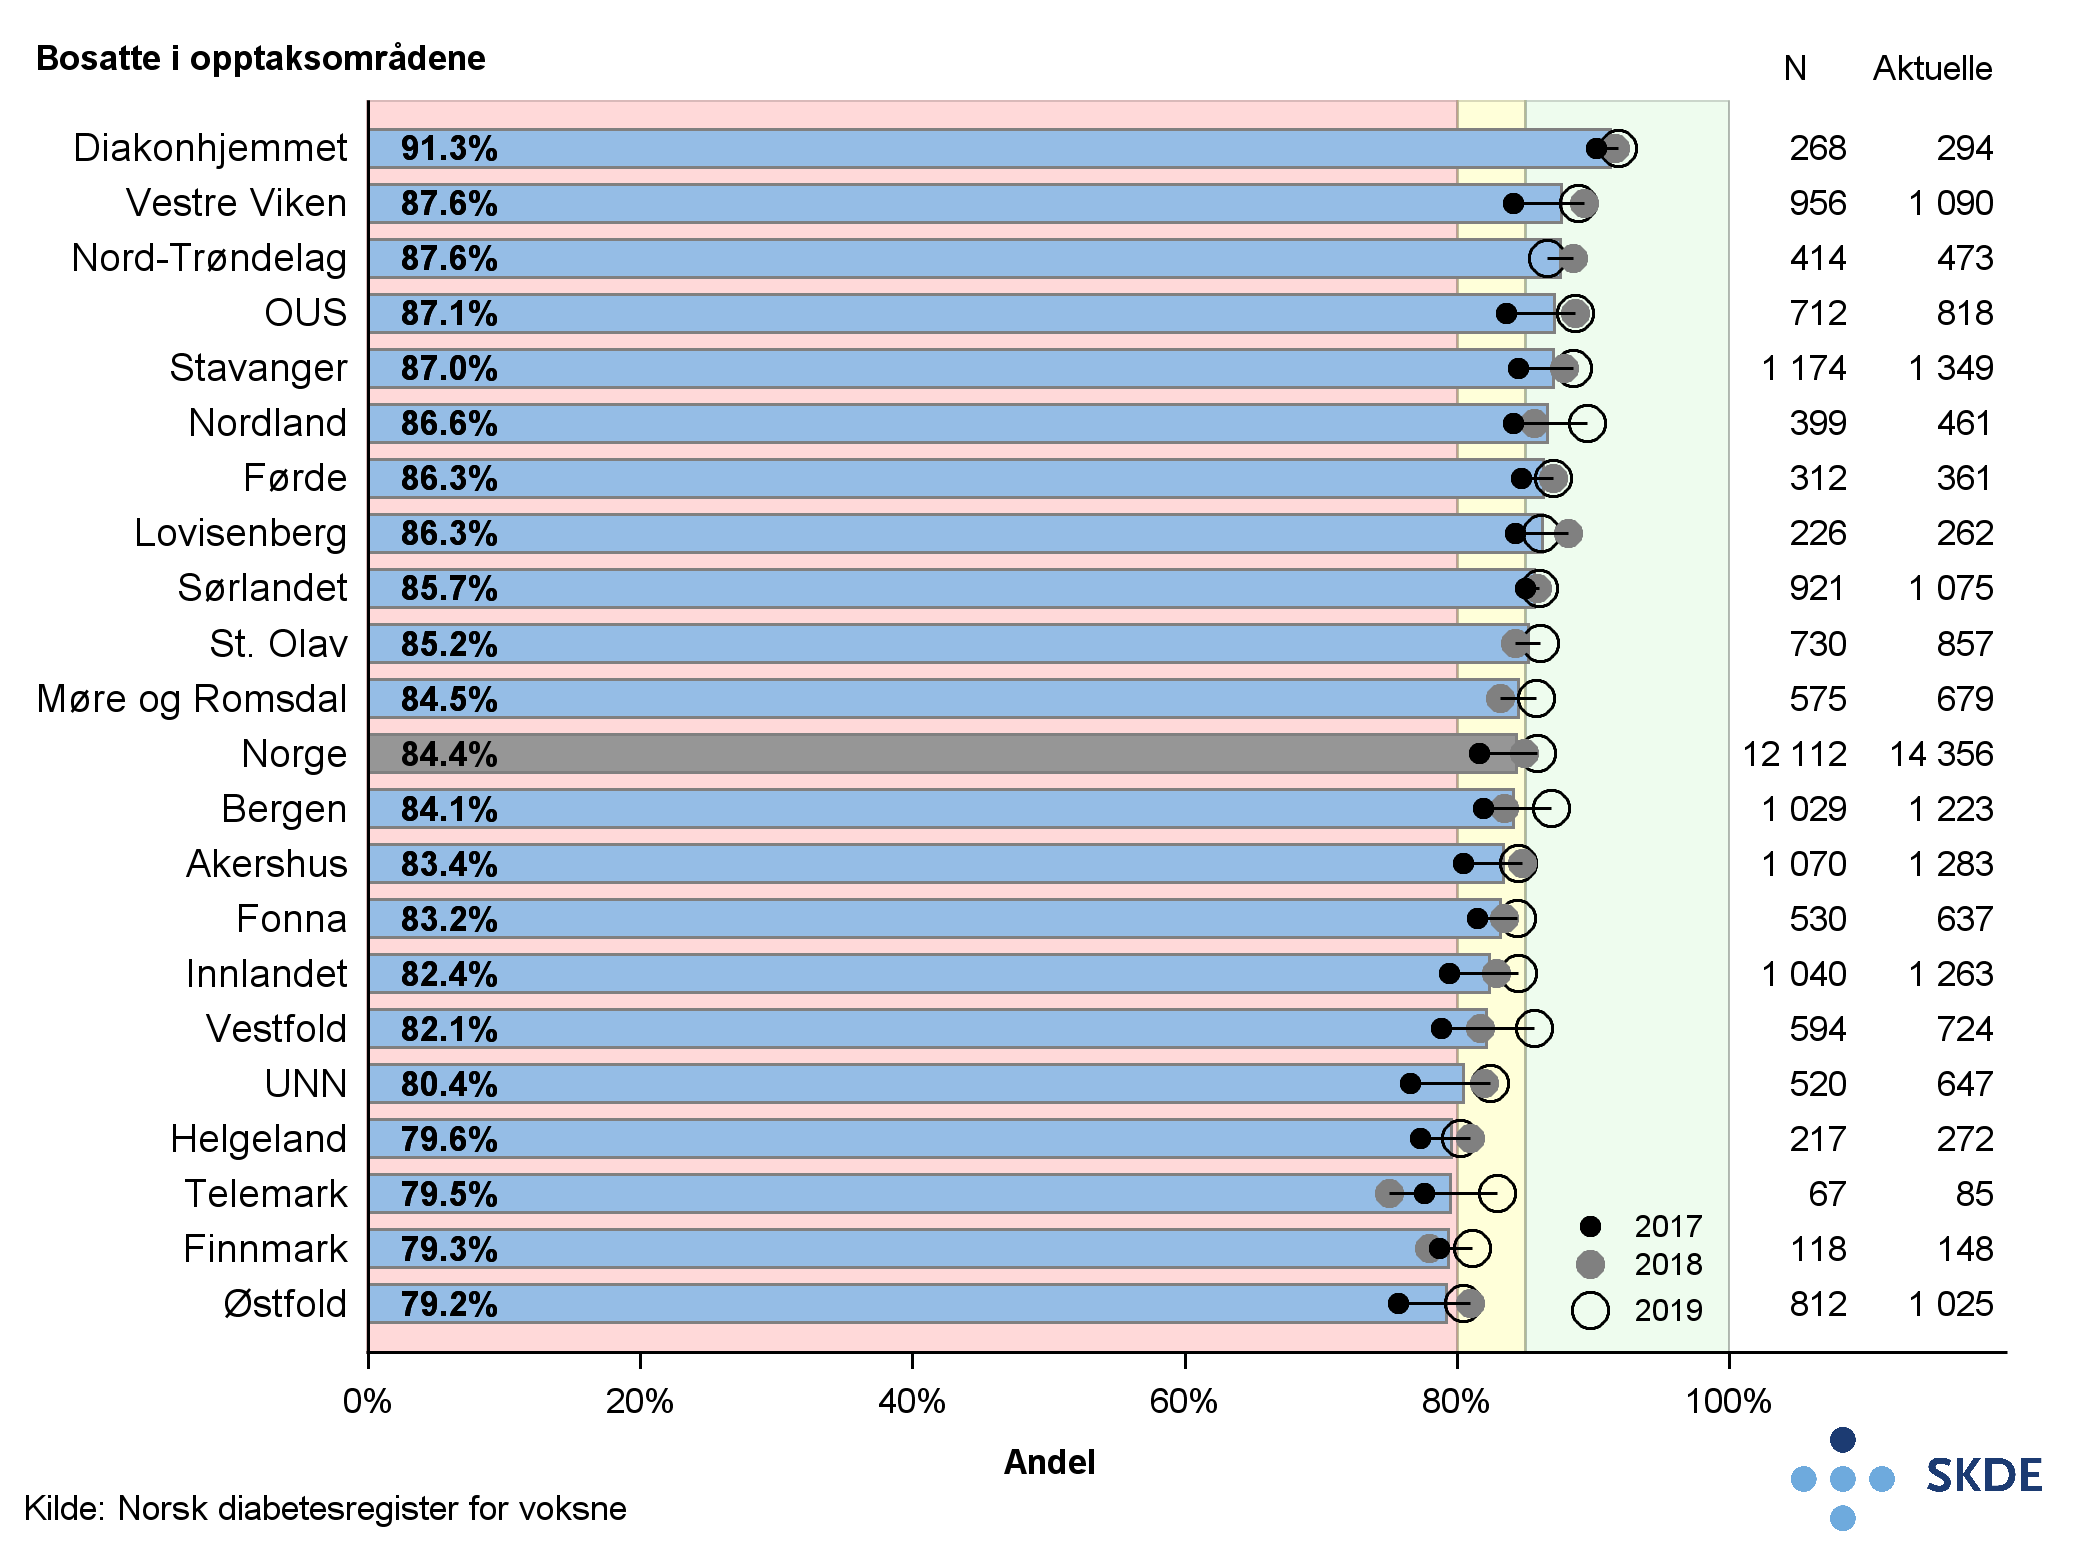 Bosatte i opptaksområdene N Aktuelle
Diakonhjemmet 91.3% 268 294
Vestre Viken 87.6% 956 1 090
Nord-Trøndelag 87.6% 414 473
OUS 87.1% 712 818
Stavanger 87.0% 1 174 1 349
Nordland 86.6% 399 461
Førde 86.3% 312 361
Lovisenberg 86.3% 226 262
Sørlandet 85.7% 921 1 075
St. Olav 85.2% 730 857
Møre og Romsdal 84.5% 575 679
Norge 84.4% 12 112 14 356
Bergen 84.1% 1 029 1 223
Akershus 83.4% 1 070 1 283
Fonna 83.2% 530 637
Innlandet 82.4% 1 040 1 263
Vestfold 82.1% 594 724
UNN 80.4% 520 647
Helgeland 79.6% 217 272
Telemark 79.5% 67 85
Finnmark 79.3% 118 148
Østfold 79.2% 812 1 025
2017
2018
2019
0% 20% 40% 60% 80% 100%
Andel
SKDE
Kilde: Norsk diabetesregister for voksne